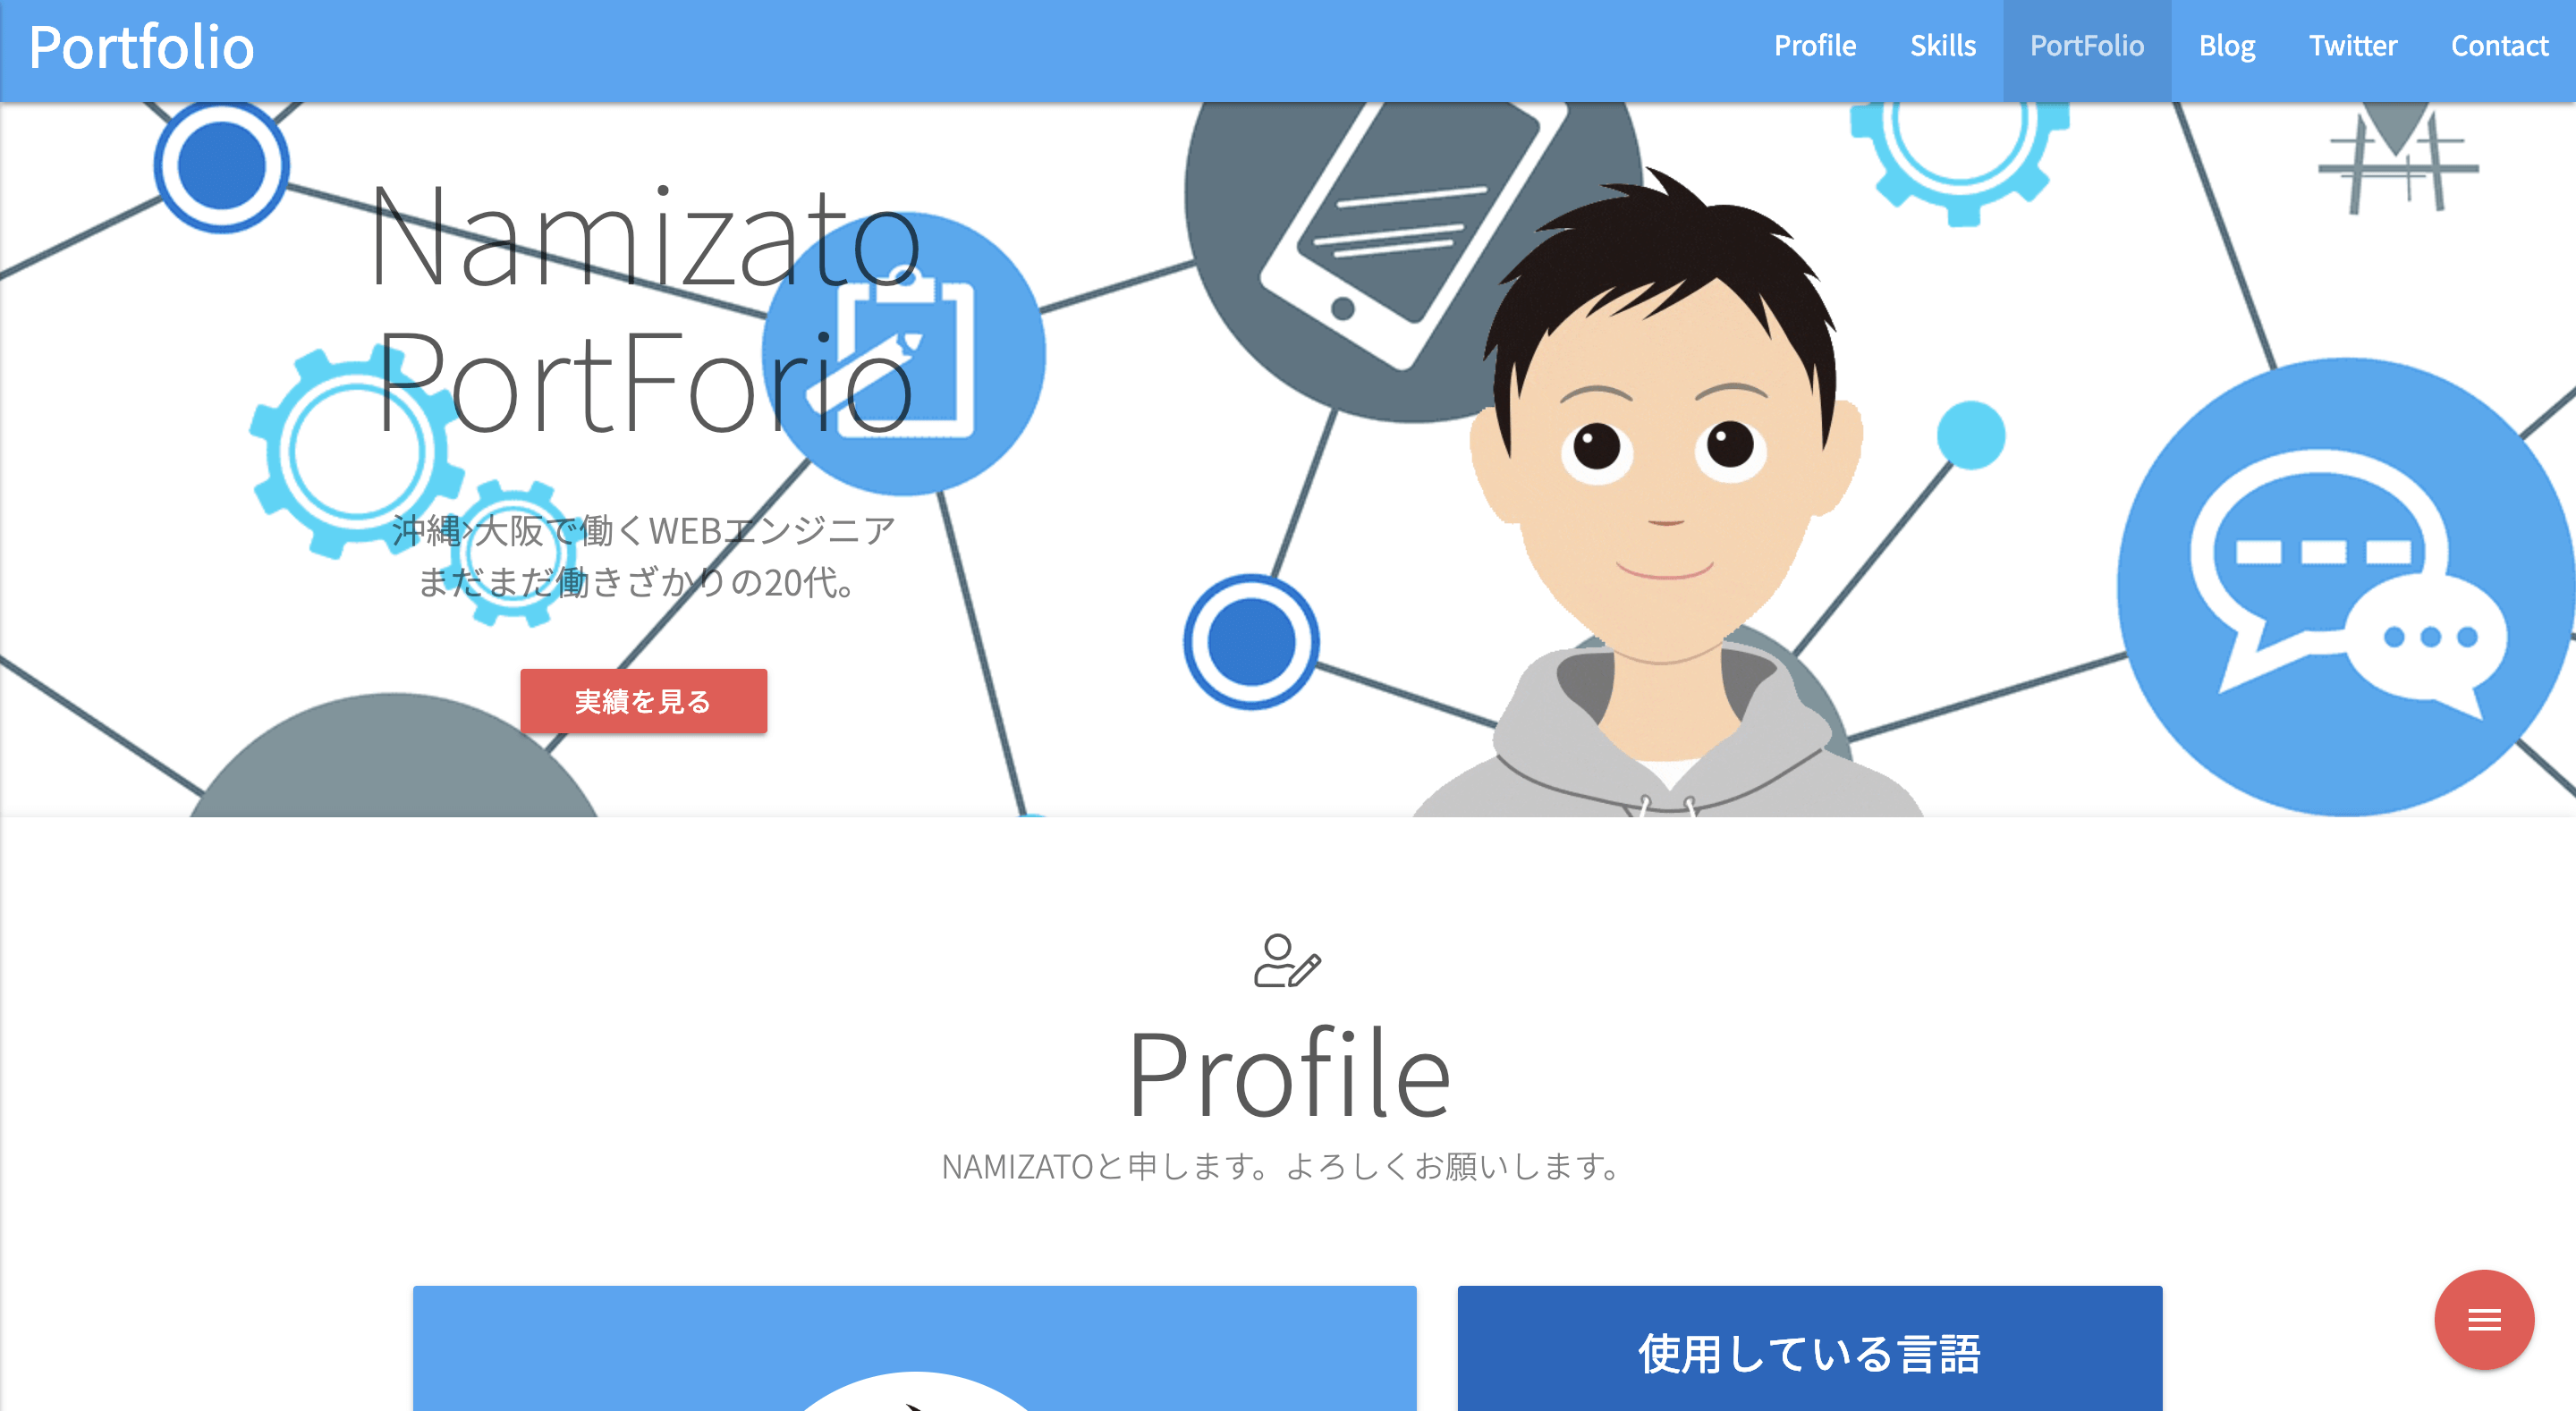 Portfolio
Profile Skills PortFolio Blog Twitter Contact
Namizato
PortForio
沖縄>大阪で働くWEBエンジニア
まだまだ働きざかりの20代。
実績を見る
Profile
NAMIZATOと申します。よろしくお願いします。
使用している言語